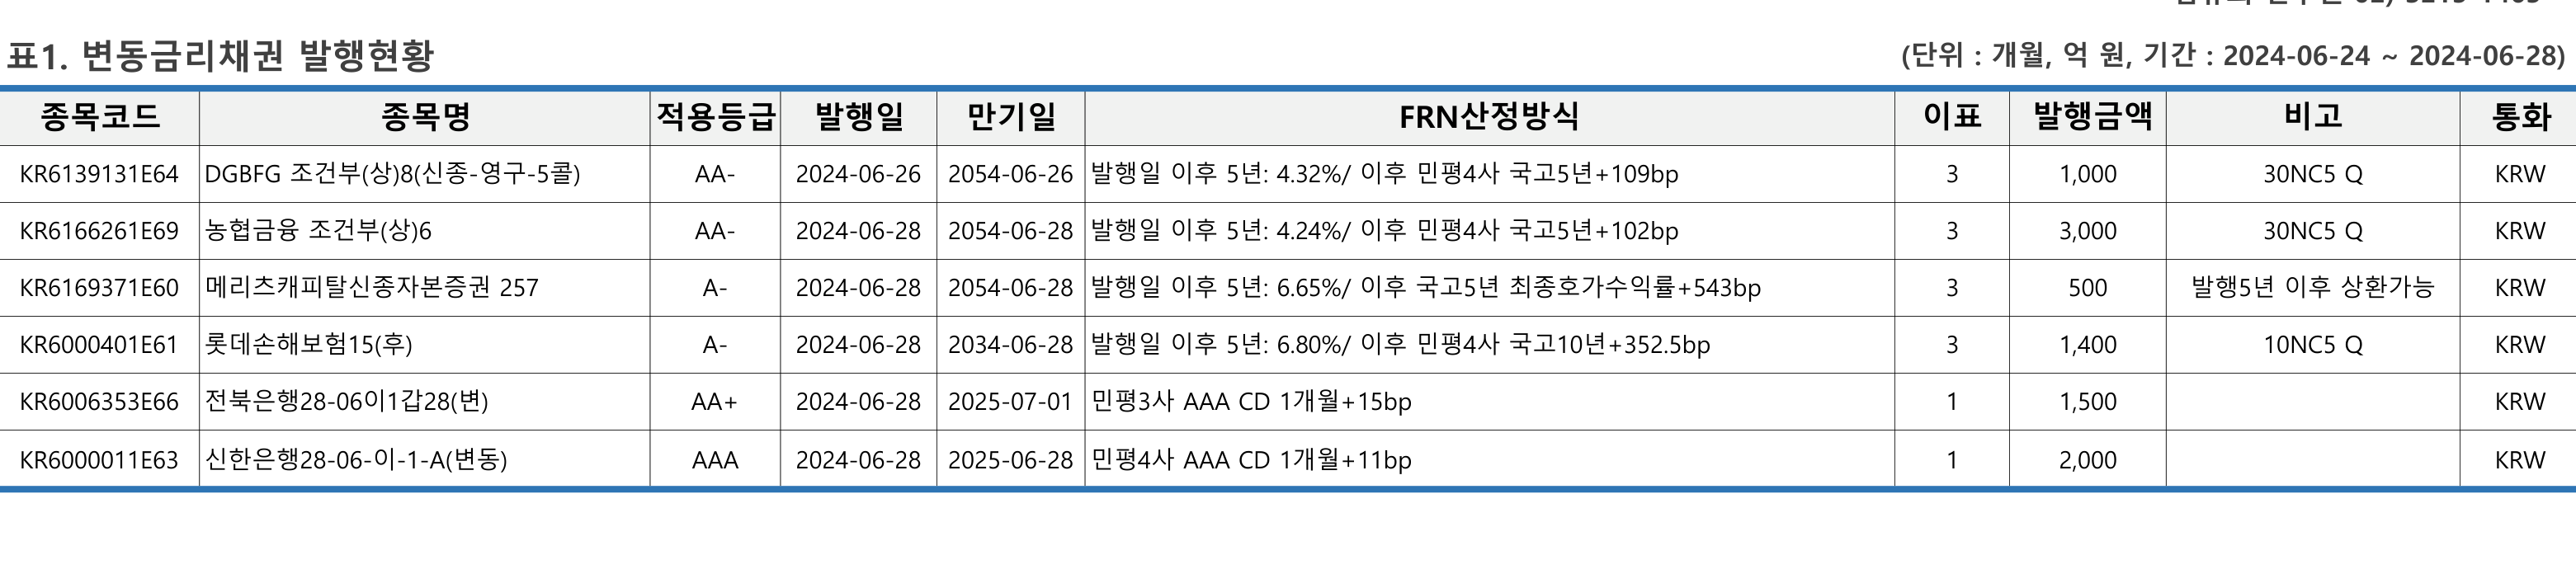 표1. 변동금리채권 발행현황 (단위 : 개월, 억 원, 기간 : 2024-06-24 ~ 2024-06-28)
종목코드 종목명 적용등급 발행일 만기일 FRN산정방식 이표 발행금액 비고 통화
KR6139131E64 DGBFG 조건부(상)8(신종-영구-5콜) AA- 2024-06-26 2054-06-26 발행일 이후 5년: 4.32%/ 이후 민평4사 국고5년+109bp 3 1,000 30NC5 Q KRW
KR6166261E69 농협금융 조건부(상)6 AA- 2024-06-28 2054-06-28 발행일 이후 5년: 4.24%/ 이후 민평4사 국고5년+102bp 3 3,000 30NC5 Q KRW
KR6169371E60 메리츠캐피탈신종자본증권 257 A- 2024-06-28 2054-06-28 발행일 이후 5년: 6.65%/ 이후 국고5년 최종호가수익률+543bp 3 500 발행5년 이후 상환가능 KRW
KR6000401E61 롯데손해보험15(후) A- 2024-06-28 2034-06-28 발행일 이후 5년: 6.80%/ 이후 민평4사 국고10년+352.5bp 3 1,400 10NC5 Q KRW
KR6006353E66 전북은행28-06이1갑28(변) AA+ 2024-06-28 2025-07-01 민평3사 AAA CD 1개월+15bp 1 1,500 KRW
KR6000011E63 신한은행28-06-이-1-A(변동) AAA 2024-06-28 2025-06-28 민평4사 AAA CD 1개월+11bp 1 2,000 KRW